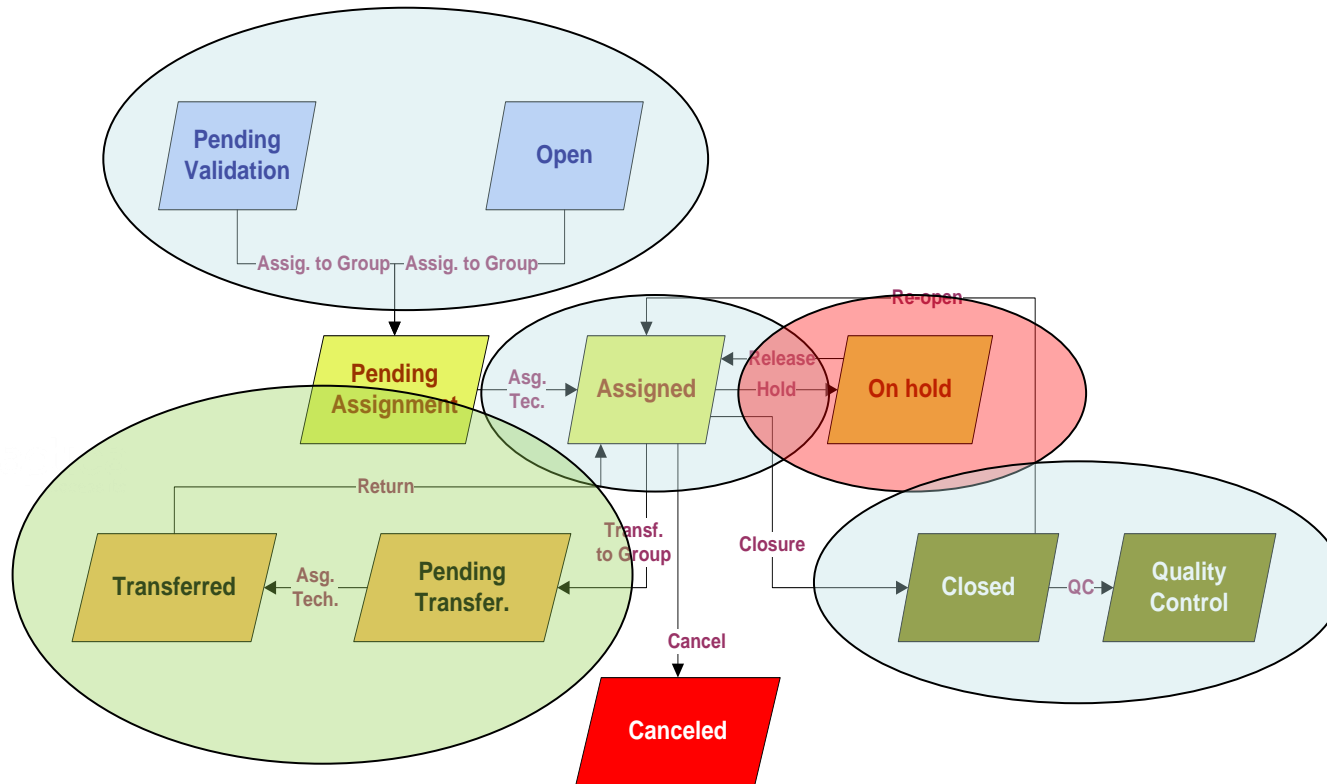 Pending
Validation
Open
Assig. to Group
Assig. to Group
Re-open
Pending
Assignment
Asg.
Tec.
Assigned
Release
Hold
On hold
Return
Transf.
to Group
Closure
Transferred
Asg.
Tech.
Pending
Transfer.
Closed
QC
Quality
Control
Cancel
Canceled